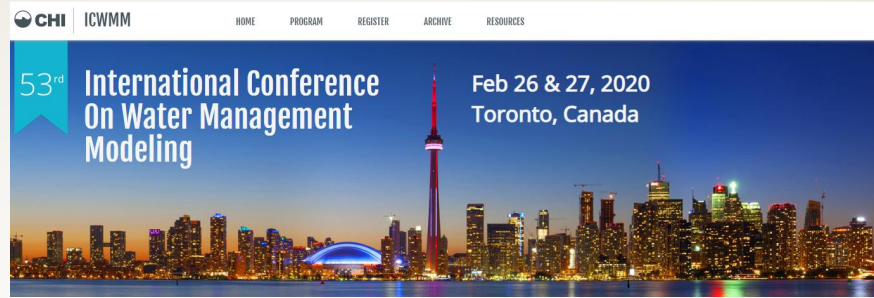 CHI ICWMM HOME PROGRAM REGISTER ARCHIVE RESOURCES
53rd
International Conference
On Water Management
Modeling
Feb 26 & 27, 2020
Toronto, Canada